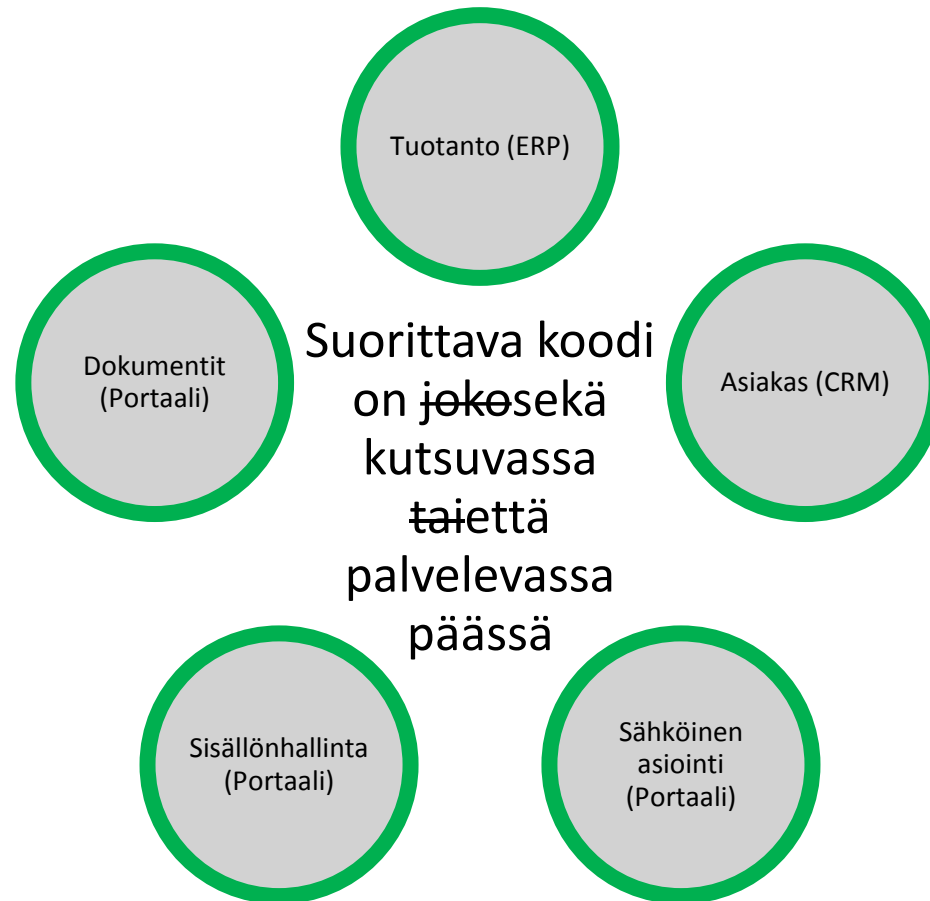 Tuotanto (ERP)
Dokumentit
(Portaali)
Suorittava koodi
on jokosekä
kutsuvassa
taiettä
palvelevassa
päässä
Asiakas (CRM)
Sisällönhallinta
(Portaali)
Sähköinen
asiointi
(Portaali)